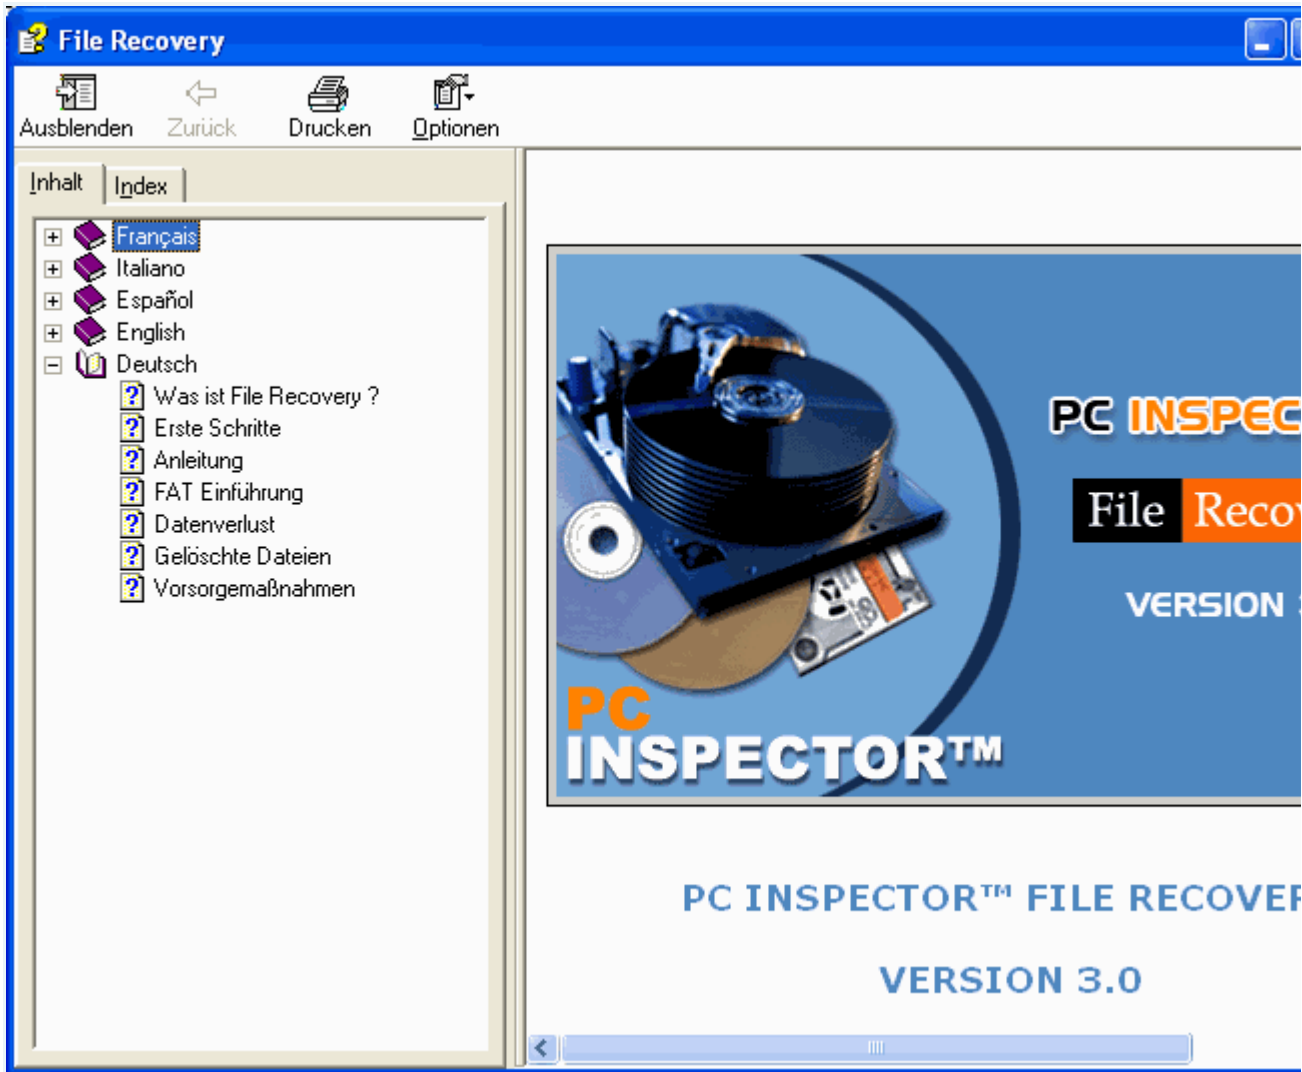 File Recovery
Ausblenden
Zurück
Drucken
Optionen
Inhalt
Index
Français
Italiano
Español
English
Deutsch
Was ist File Recovery ?
Erste Schritte
Anleitung
FAT Einführung
Datenverlust
Gelöschte Dateien
Vorsorgemaßnahmen
PC INSPEC
File Recov
VERSION
PC
INSPECTOR™
PC INSPECTOR™ FILE RECOVER
VERSION 3.0